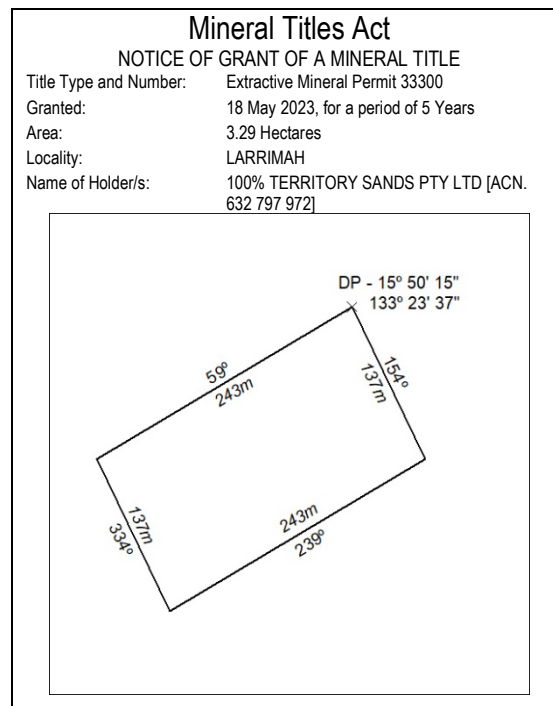 Mineral Titles Act
NOTICE OF GRANT OF A MINERAL TITLE
Title Type and Number: Extractive Mineral Permit 33300
Granted: 18 May 2023, for a period of 5 Years
Area: 3.29 Hectares
Locality: LARRIMAH
Name of Holder/s: 100% TERRITORY SANDS PTY LTD [ACN.
632 797 972]
DP - 15º 50' 15"
133º 23' 37"
59º
243m
154º
137m
137m
334º
243m
239º